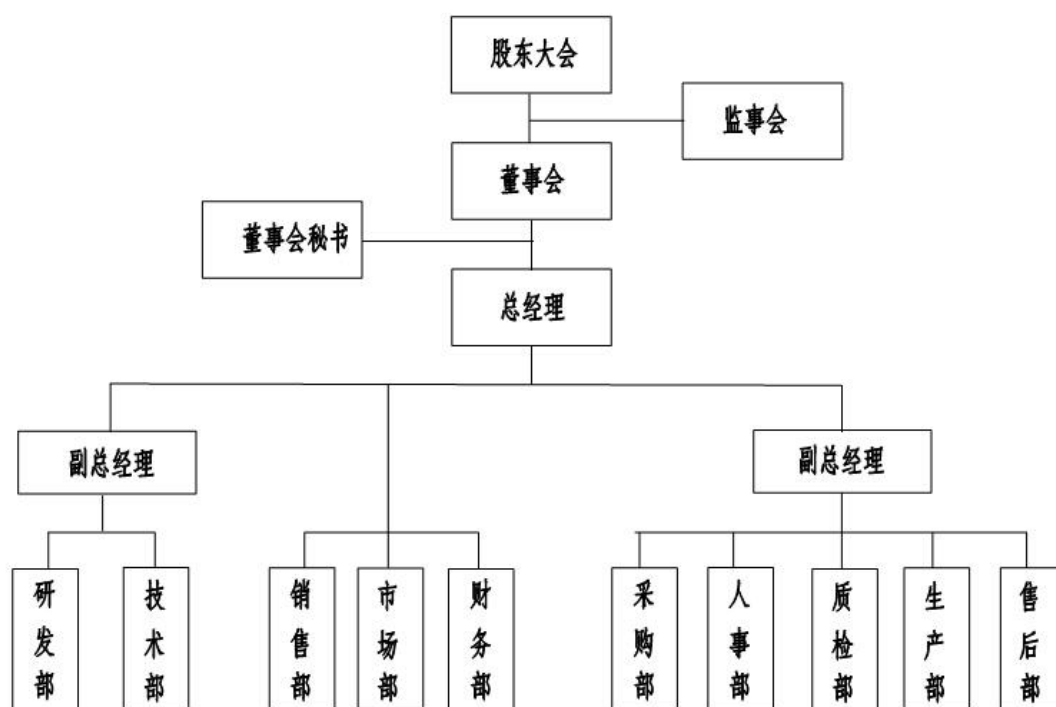 股东大会
监事会
董事会
董事会秘书
总经理
副总经理
副总经理
研发部
技术部
销售部
市场部
财务部
采购部
人事部
质检部
生产部
售后部